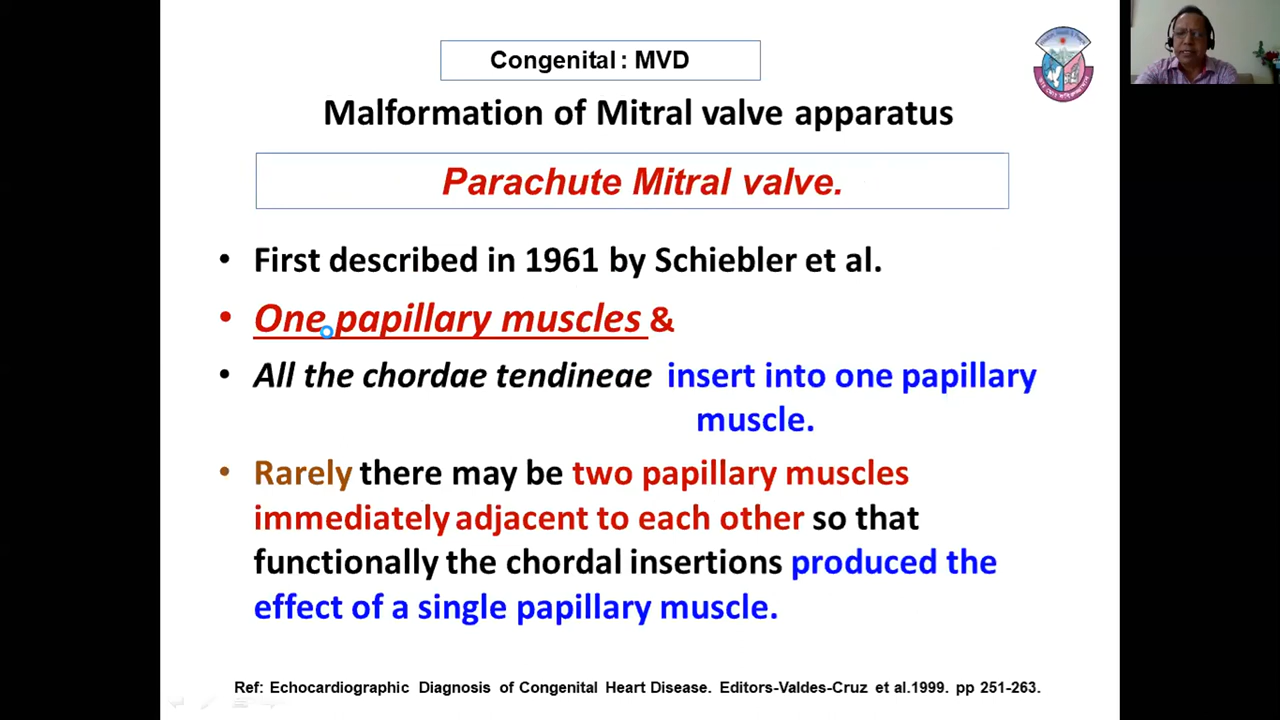 Congenital : MVD
Malformation of Mitral valve apparatus
Parachute Mitral valve.
• First described in 1961 by Schiebler et al.
• One papillary muscles &
• All the chordae tendineae insert into one papillary
muscle.
• Rarely there may be two papillary muscles
immediately adjacent to each other so that
functionally the chordal insertions produced the
effect of a single papillary muscle.
Ref: Echocardiographic Diagnosis of Congenital Heart Disease. Editors-Valdes-Cruz et al.1999. pp 251-263.